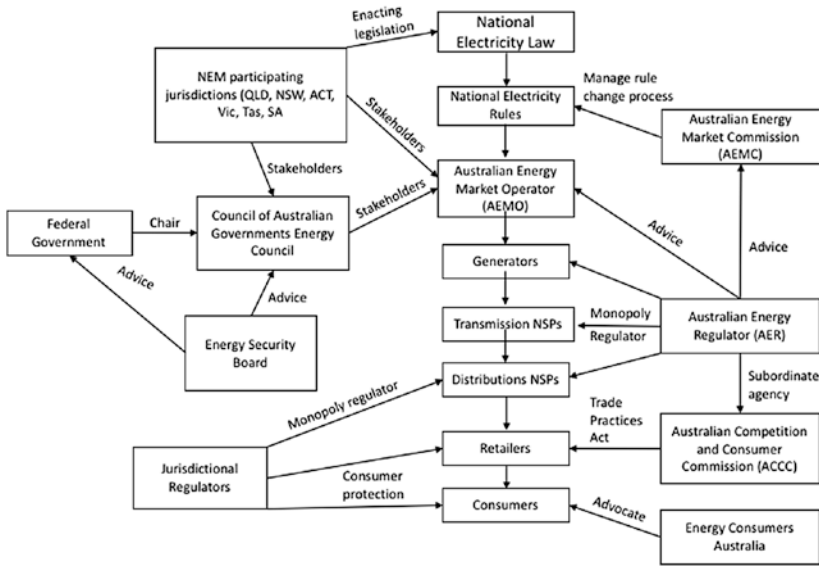 Enacting
legislation
National
Electricity Law
NEM participating
jurisdictions (QLD, NSW, ACT,
Vic, Tas, SA
Manage rule
change process
National Electricity
Rules
Stakeholders
Australian Energy
Market Commission
(AEMC)
Stakeholders
Australian Energy
Market Operator
(AEMO)
Stakeholders
Federal
Government
Chair
Council of Australian
Governments Energy
Council
Advice
Advice
Generators
Advice
Advice
Energy Security
Board
Transmission NSPs
Monopoly
Regulator
Australian Energy
Regulator (AER)
Distributions NSPs
Monopoly regulator
Subordinate
agency
Trade
Practices
Act
Retailers
Australian Competition
and Consumer
Commission (ACCC)
Jurisdictional
Regulators
Consumer
protection
Consumers
Advocate
Energy Consumers
Australia